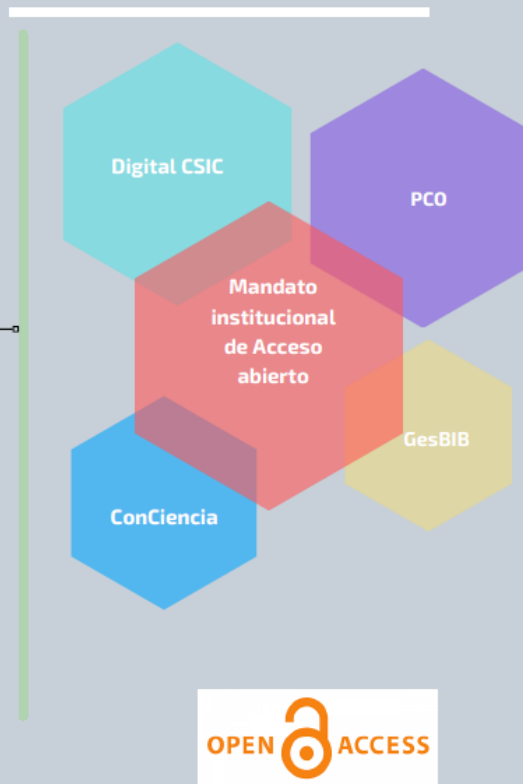 Digital CSIC
PCO
Mandato
institucional
de Acceso
abierto
GesBIB
ConCiencia
OPEN ACCESS